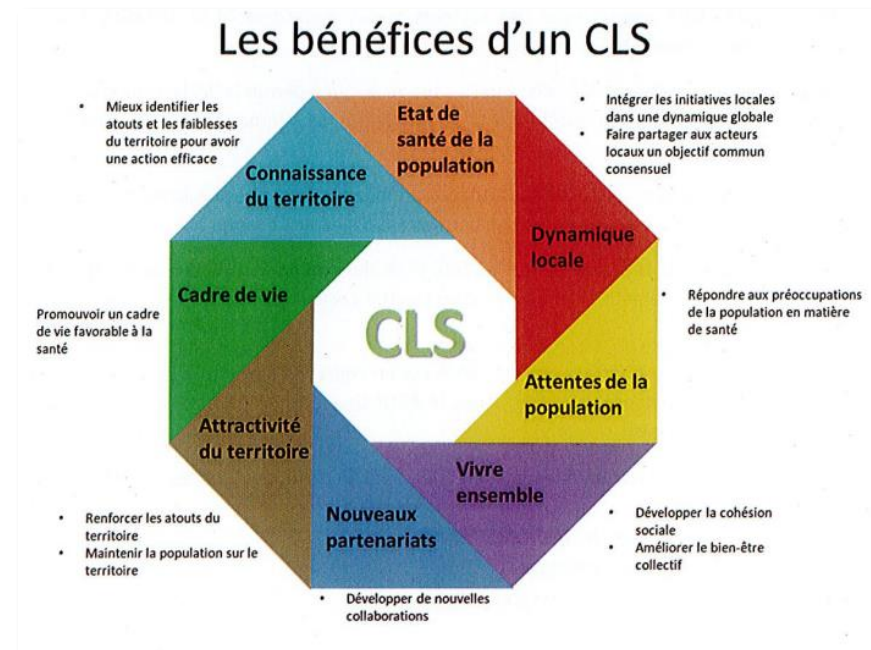 Les bénéfices d'un CLS
• Mieux identifier les
atouts et les faiblesses
du territoire pour avoir
une action efficace
Etat de
santé de la
population
• Intégrer les initiatives locales
dans une dynamique globale
• Faire partager aux acteurs
locaux un objectif commun
consensuel
Connaissance
du territoire
Dynamique
locale
Cadre de vie
CLS
• Répondre aux préoccupations
de la population en matière
de santé
Promouvoir un cadre
de vie favorable à la
santé
Attentes de la
population
Attractivité
du territoire
Vivre
ensemble
Nouveaux
partenariats
• Renforcer les atouts du
territoire
• Maintenir la population sur le
territoire
• Développer la cohésion
sociale
• Améliorer le bien-être
collectif
• Développer de nouvelles
collaborations